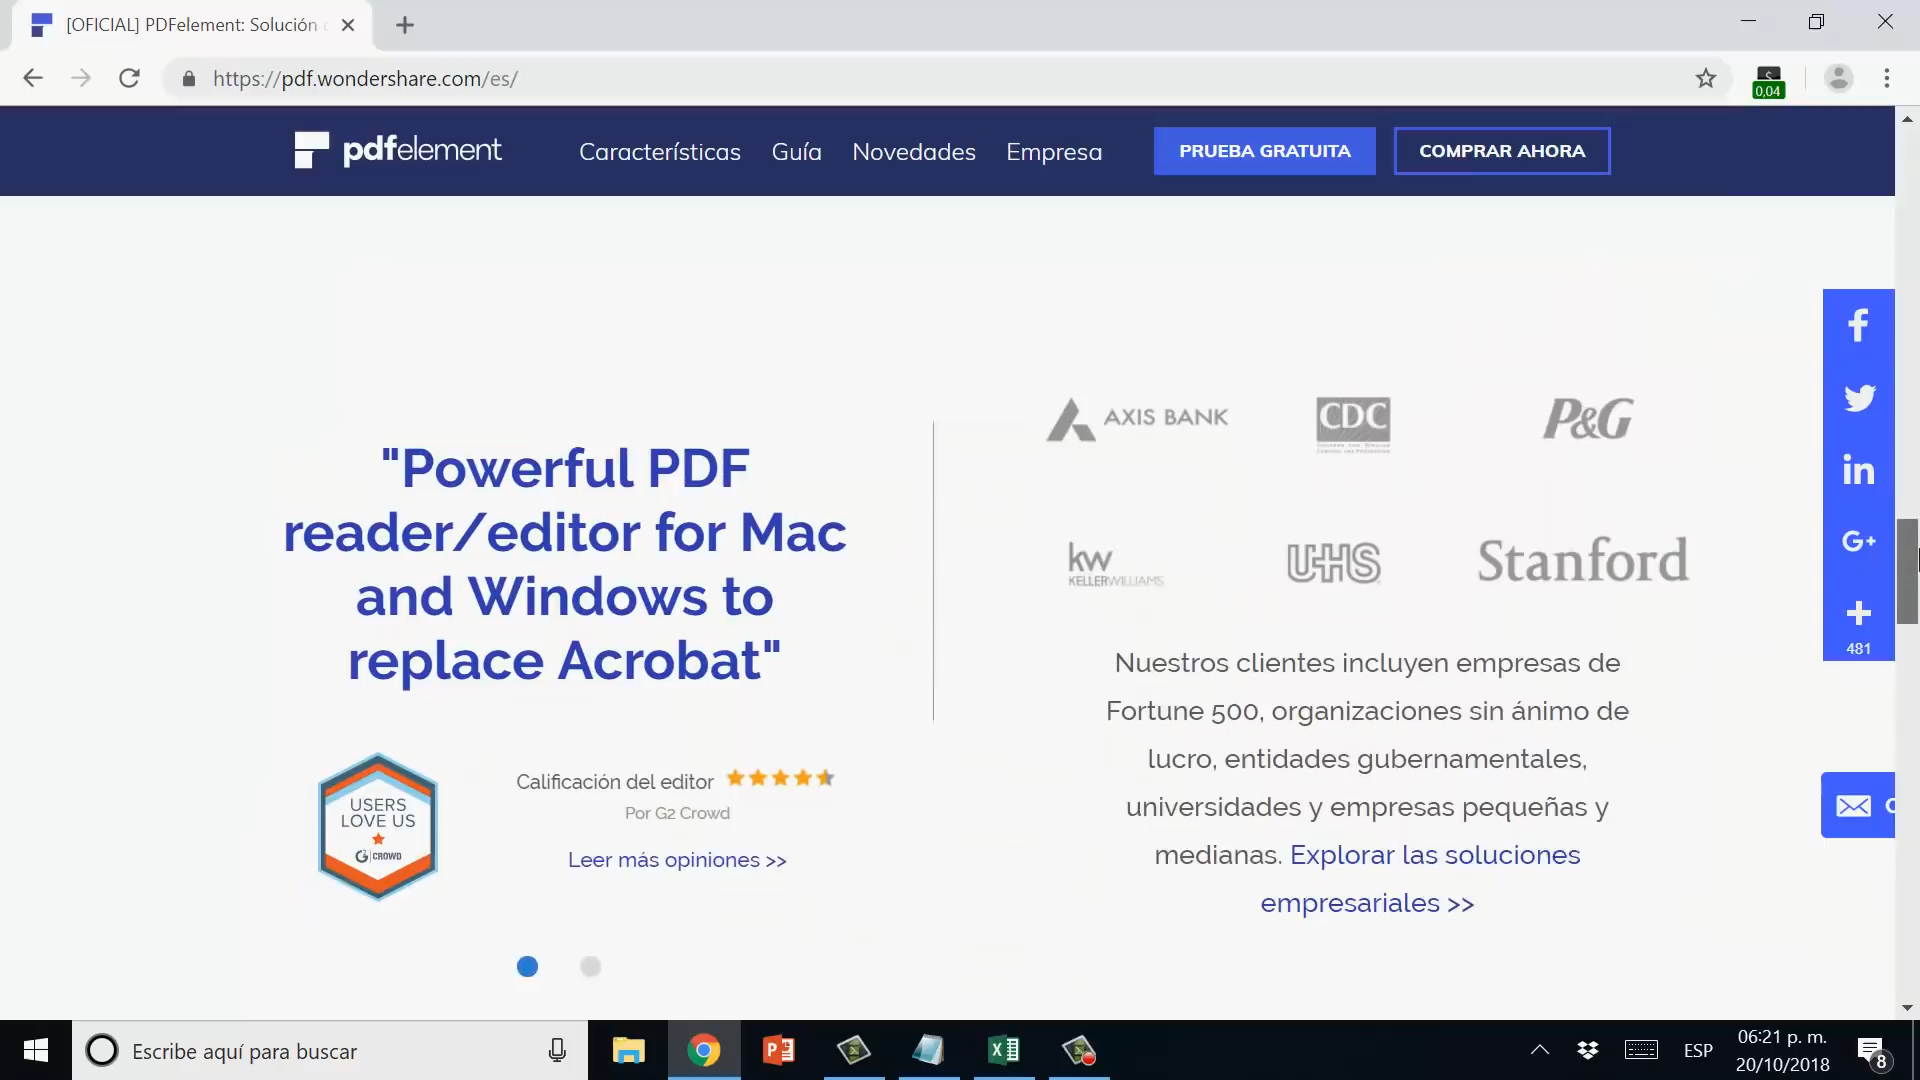 [OFICIAL] PDFelement: Solución
https://pdf.wondershare.com/es/
0,04
pdfelement
Características
Guía
Novedades
Empresa
PRUEBA GRATUITA
COMPRAR AHORA
AXIS BANK
CDC
P&G
"Powerful PDF
reader/editor for Mac
and Windows to
replace Acrobat"
kw
KELLERWILLIAMS.
UHS
Stanford
G+
481
Nuestros clientes incluyen empresas de
Fortune 500, organizaciones sin ánimo de
lucro, entidades gubernamentales,
universidades y empresas pequeñas y
medianas. Explorar las soluciones
empresariales >>
USERS
LOVE US
CROWD
Calificación del editor
Por G2 Crowd
Leer más opiniones >>
Escribe aquí para buscar
ESP
06:21 p. m.
20/10/2018
8